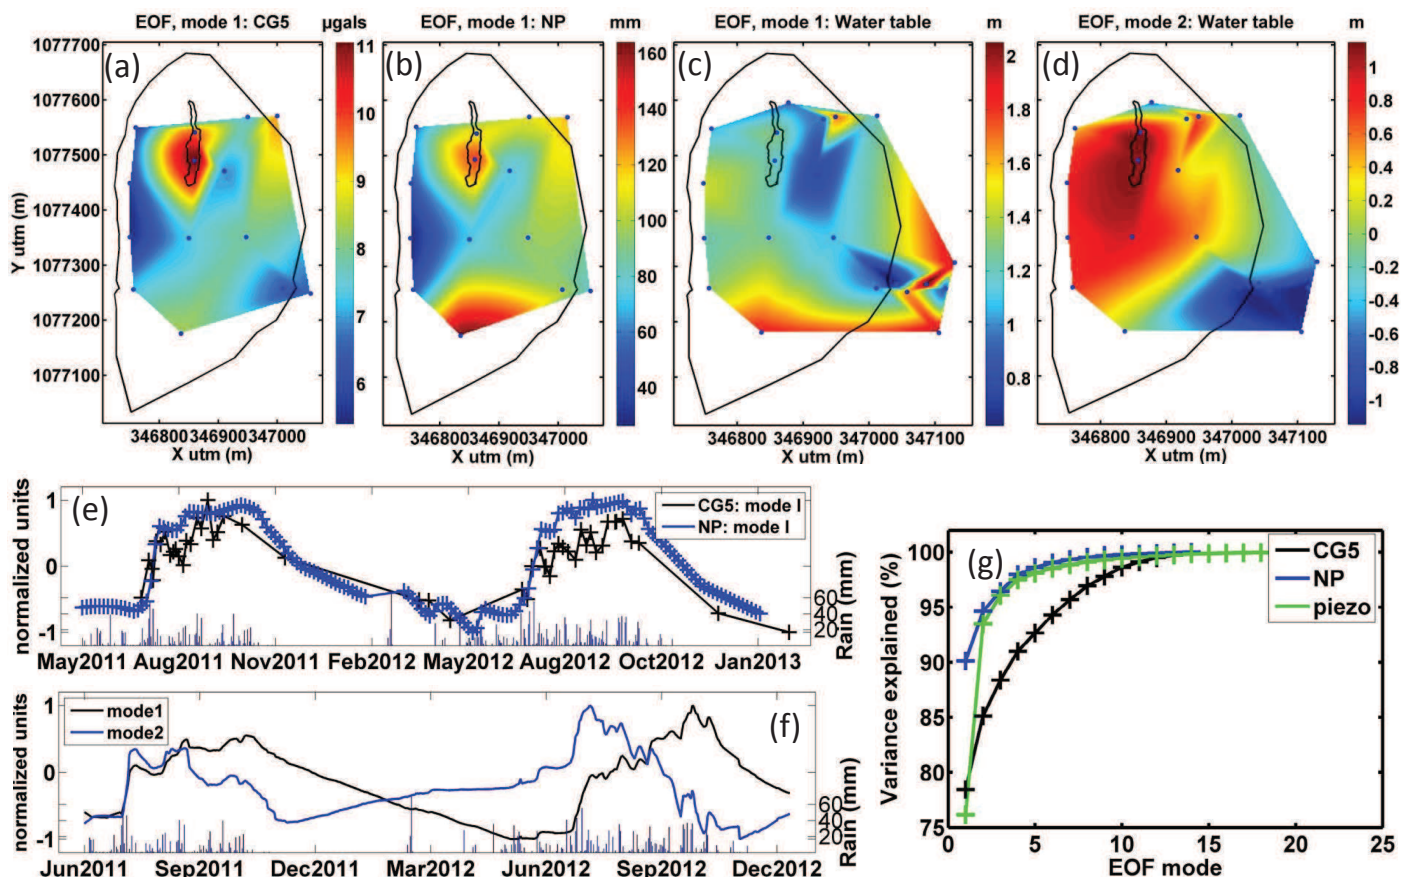 EOF, mode 1: CG5 µgals
EOF, mode 1: NP mm
EOF, mode 1: Water table m
EOF, mode 2: Water table m
(a)
(b)
(c)
(d)
Y utm (m)
1077700
1077600
1077500
1077400
1077300
1077200
1077100
11
10
9
8
7
6
160
140
120
100
80
60
40
2
1.8
1.6
1.4
1.2
1
0.8
1
0.8
0.6
0.4
0.2
0
-0.2
-0.4
-0.6
-0.8
-1
346800 346900 347000
X utm (m)
346800 346900 347000
X utm (m)
346800 346900 347000 347100
X utm (m)
346800 346900 347000 347100
X utm (m)
(e)
normalized units
1
0
-1
CG5: mode I
NP: mode I
60
40
20
Rain (mm)
May2011 Aug2011 Nov2011 Feb2012 May2012 Aug2012 Oct2012 Jan2013
(f)
normalized units
1
0
-1
mode1
mode2
60
40
20
Rain (mm)
Jun2011 Sep2011 Dec2011 Mar2012 Jun2012 Sep2012 Dec2012
(g)
Variance explained (%)
100
95
90
85
80
75
CG5
NP
piezo
0 5 10 15 20 25
EOF mode